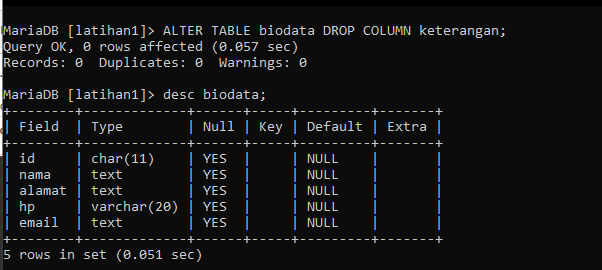 MariaDB [latihan1]> ALTER TABLE biodata DROP COLUMN keterangan;
Query OK, 0 rows affected (0.057 sec)
Records: 0  Duplicates: 0  Warnings: 0
MariaDB [latihan1]> desc biodata;
+--------+-------------+------+-----+---------+-------+
| Field  | Type        | Null | Key | Default | Extra |
+--------+-------------+------+-----+---------+-------+
| id     | char(11)    | YES  |     | NULL    |       |
| nama   | text        | YES  |     | NULL    |       |
| alamat | text        | YES  |     | NULL    |       |
| hp     | varchar(20) | YES  |     | NULL    |       |
| email  | text        | YES  |     | NULL    |       |
+--------+-------------+------+-----+---------+-------+
5 rows in set (0.051 sec)